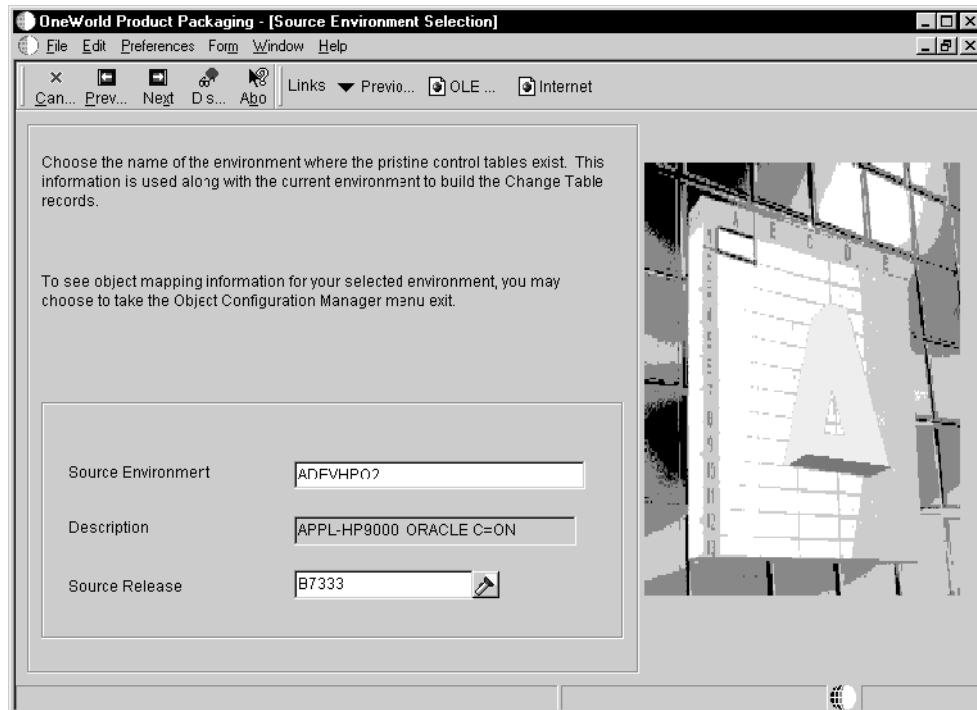 OneWorld Product Packaging - [Source Environment Selection]
File Edit Preferences Form Window Help
Can... Prev... Next Dis... Abo Links Previo... OLE ... Internet
Choose the name of the environment where the pristine control tables exist. This
information is used along with the current environment to build the Change Table
records.
To see object mapping information for your selected environment, you may
choose to take the Object Configuration Manager menu exit.
Source Environment
ADEVHPO2
Description
APPL-HP9000 ORACLE C=ON
Source Release
B7333
A E C D E
A